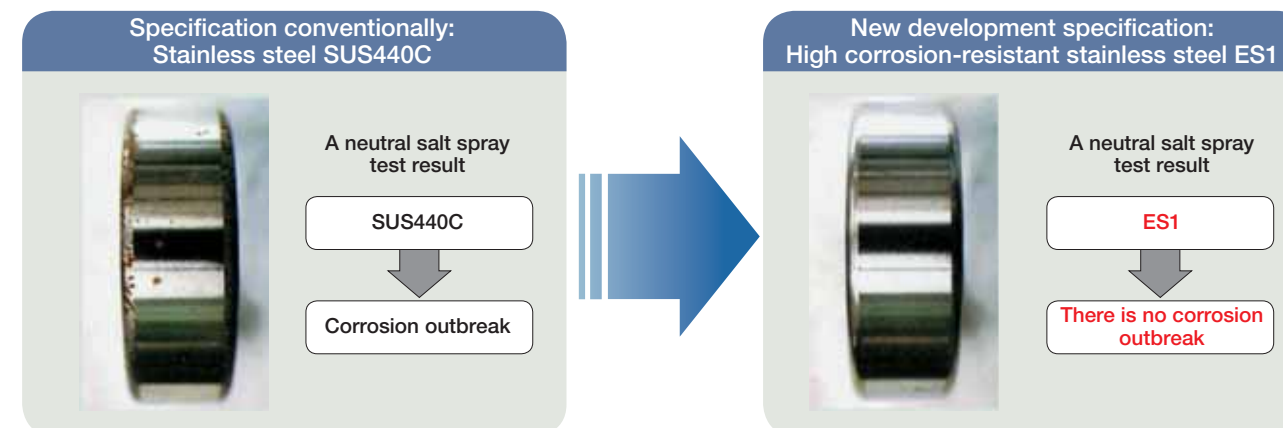 Specification conventionally:
Stainless steel SUS440C
A neutral salt spray
test result
SUS440C
Corrosion outbreak
New development specification:
High corrosion-resistant stainless steel ES1
A neutral salt spray
test result
ES1
There is no corrosion
outbreak